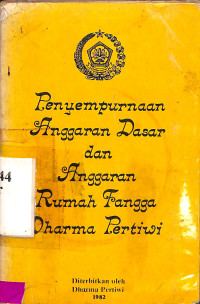 Penyempurnaan
Anggaran Dasar
dan
Anggaran
Rumah Tangga
Dharma Pertiwi
44
Diterbitkan oleh
Dharma Pertiwi
1982